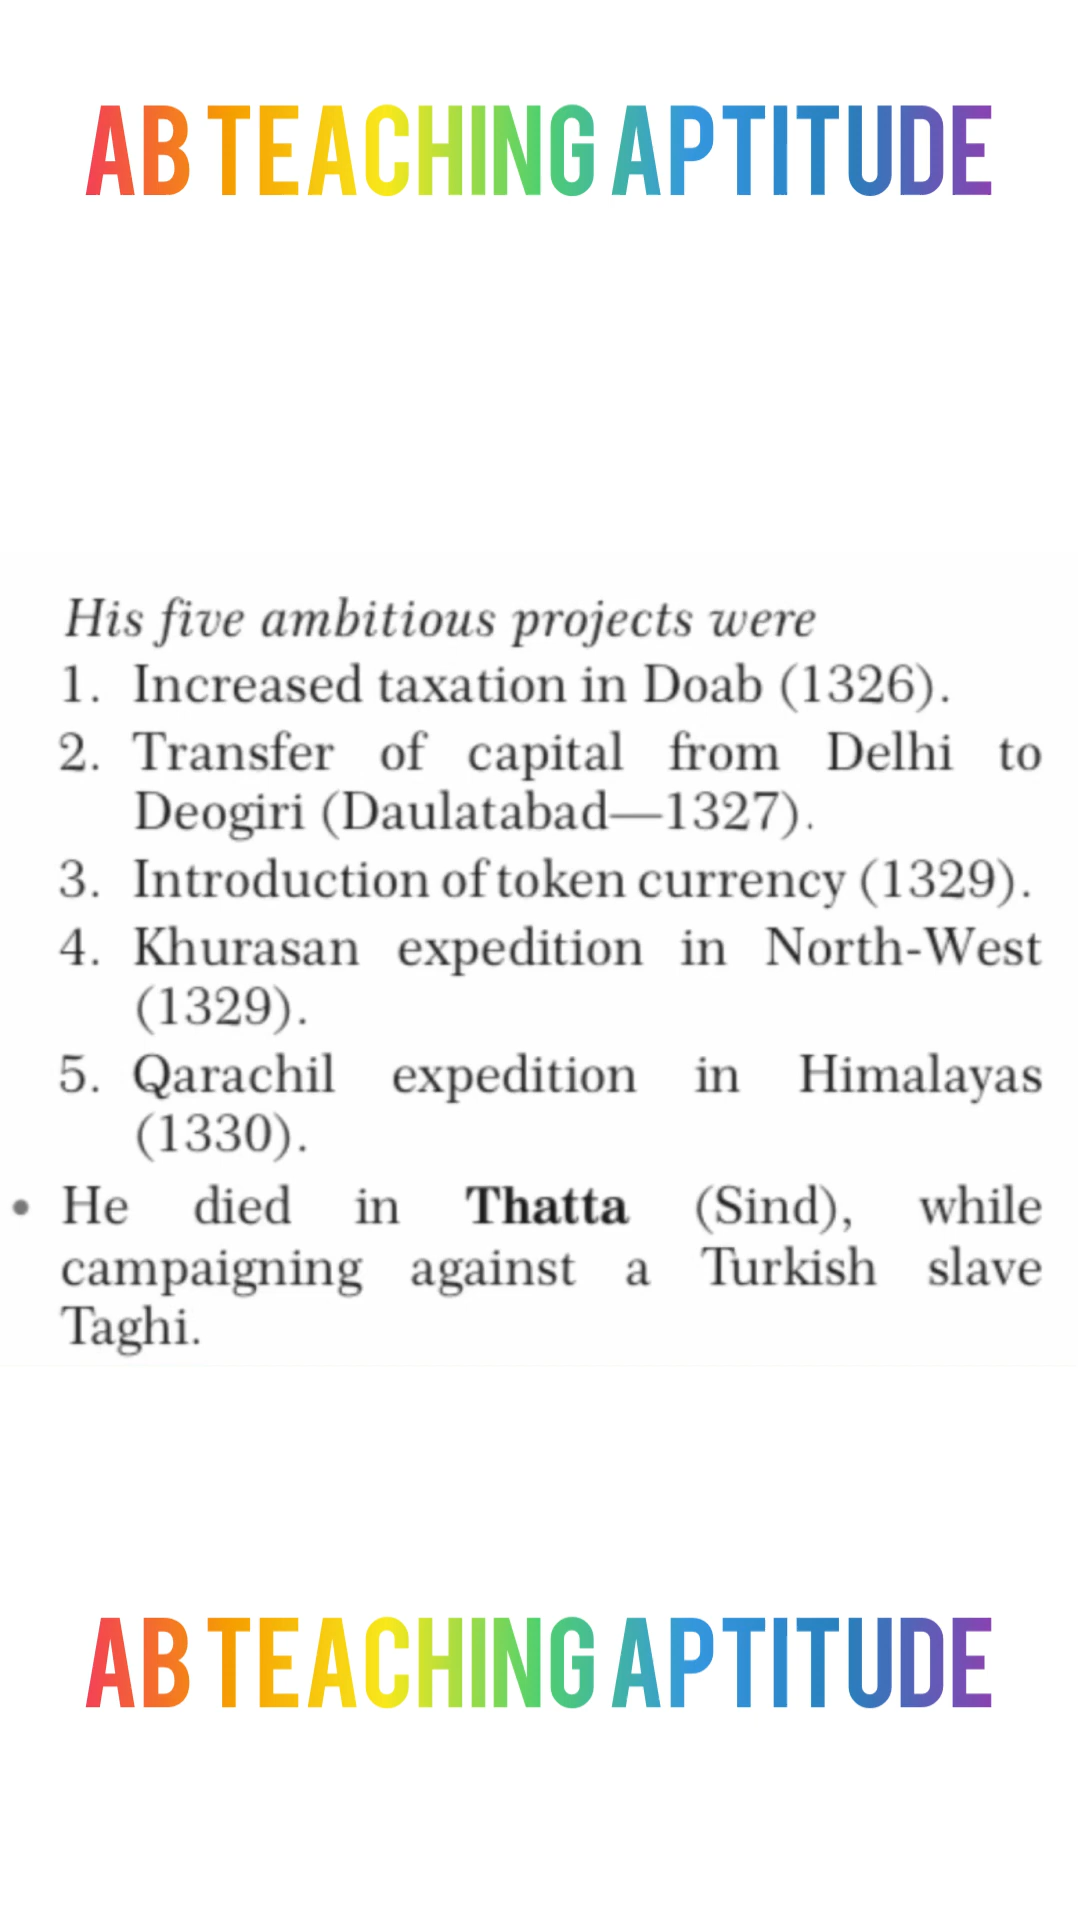 AB TEACHING APTITUDE
His five ambitious projects were
1. Increased taxation in Doab (1326).
2. Transfer of capital from Delhi to
Deogiri (Daulatabad—1327).
3. Introduction of token currency (1329).
4. Khurasan expedition in North-West
(1329).
5. Qarachil expedition in Himalayas
(1330).
• He died in Thatta (Sind), while
campaigning against a Turkish slave
Taghi.
AB TEACHING APTITUDE